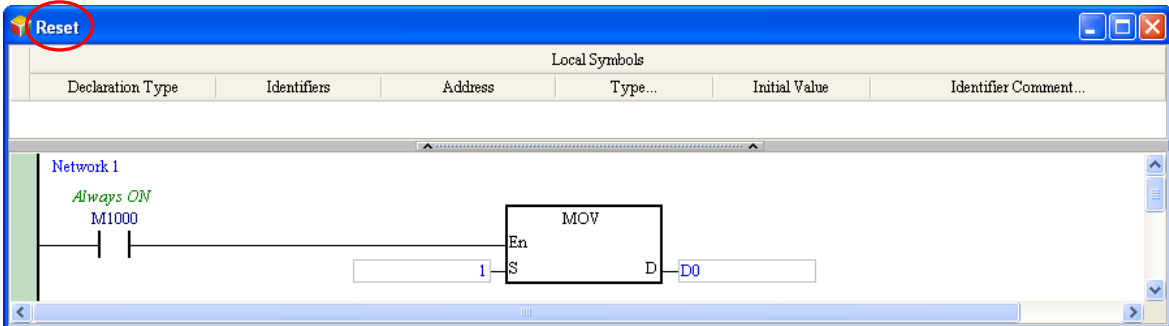 Reset
Local Symbols
Declaration Type Identifiers Address Type... Initial Value Identifier Comment...
Network 1
Always ON
M1000
MOV
En
1 S D D0